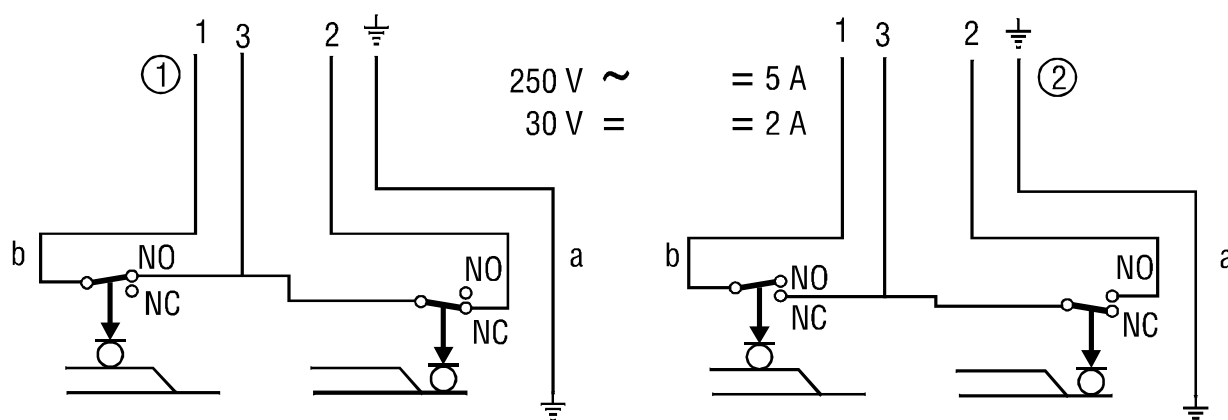 1 3 2
1
250 V ~ = 5 A
30 V = = 2 A
1 3 2
2
b NO NC
NO NC a
b NO NC
NO NC a